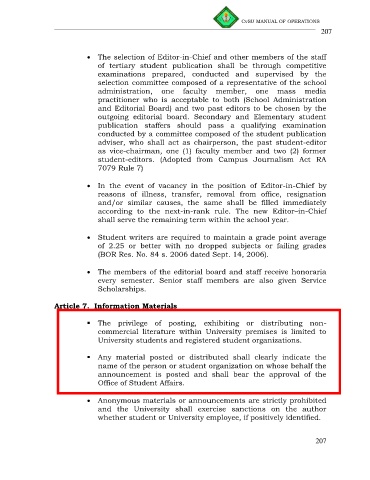 CvSU MANUAL OF OPERATIONS
207
• The selection of Editor-in-Chief and other members of the staff
of tertiary student publication shall be through competitive
examinations prepared, conducted and supervised by the
selection committee composed of a representative of the school
administration, one faculty member, one mass media
practitioner who is acceptable to both (School Administration
and Editorial Board) and two past editors to be chosen by the
outgoing editorial board. Secondary and Elementary student
publication staffers should pass a qualifying examination
conducted by a committee composed of the student publication
adviser, who shall act as chairperson, the past student-editor
as vice-chairman, one (1) faculty member and two (2) former
student-editors. (Adopted from Campus Journalism Act RA
7079 Rule 7)
• In the event of vacancy in the position of Editor-in-Chief by
reasons of illness, transfer, removal from office, resignation
and/or similar causes, the same shall be filled immediately
according to the next-in-rank rule. The new Editor–in-Chief
shall serve the remaining term within the school year.
• Student writers are required to maintain a grade point average
of 2.25 or better with no dropped subjects or failing grades
(BOR Res. No. 84 s. 2006 dated Sept. 14, 2006).
• The members of the editorial board and staff receive honoraria
every semester. Senior staff members are also given Service
Scholarships.
Article 7. Information Materials
▪ The privilege of posting, exhibiting or distributing non-
commercial literature within University premises is limited to
University students and registered student organizations.
▪ Any material posted or distributed shall clearly indicate the
name of the person or student organization on whose behalf the
announcement is posted and shall bear the approval of the
Office of Student Affairs.
• Anonymous materials or announcements are strictly prohibited
and the University shall exercise sanctions on the author
whether student or University employee, if positively identified.
207